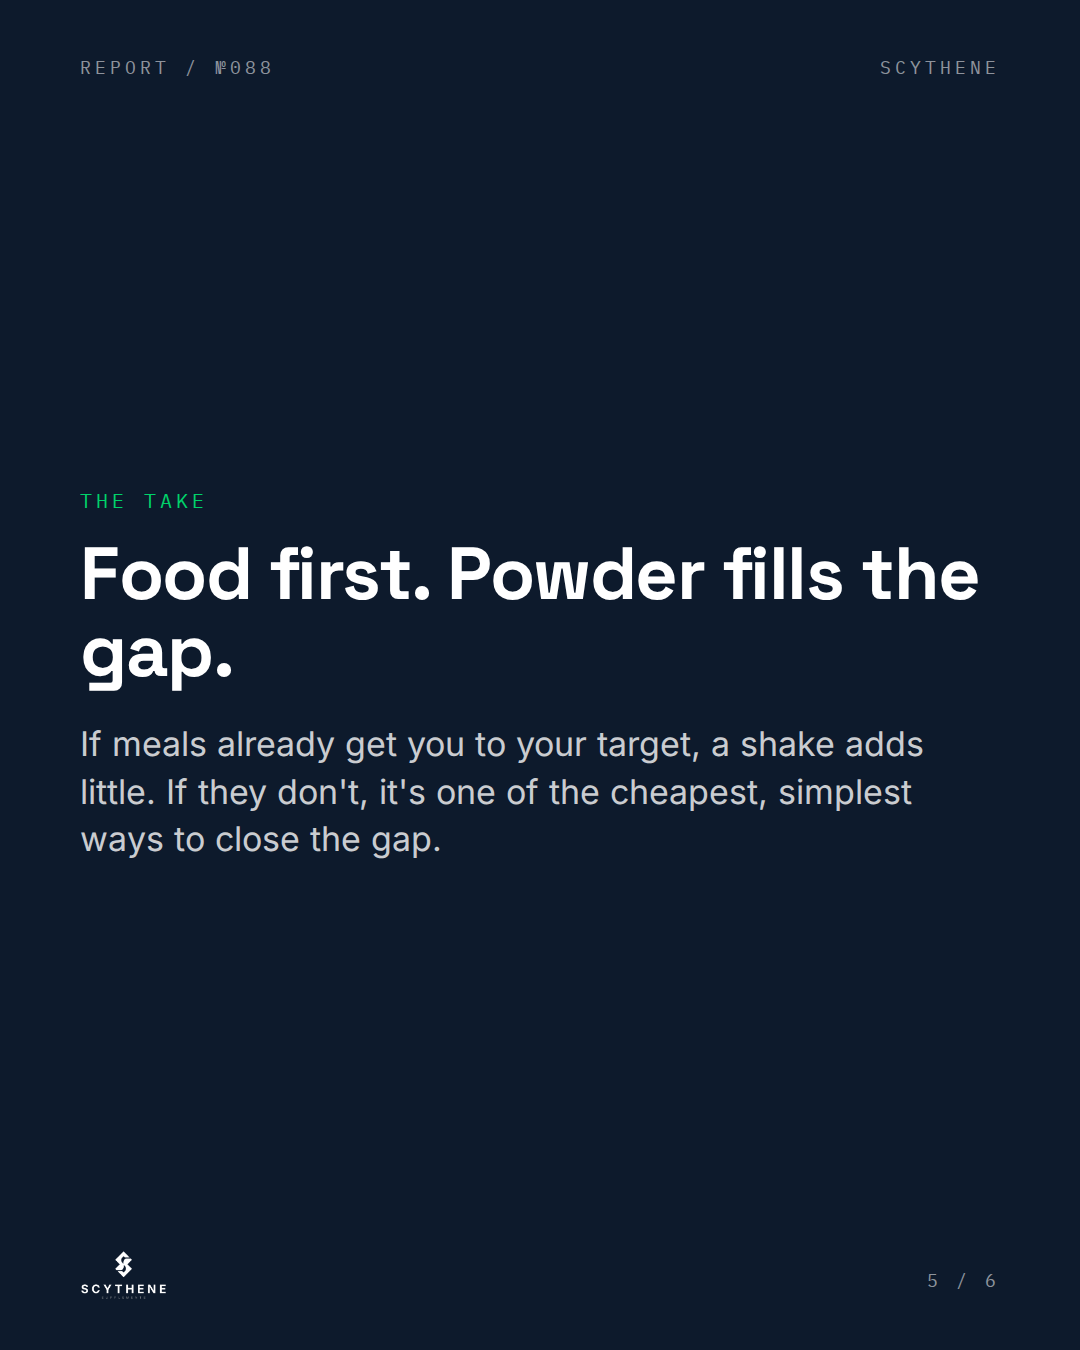 REPORT / №088
SCYTHENE
THE TAKE
Food first. Powder fills the
gap.
If meals already get you to your target, a shake adds
little. If they don't, it's one of the cheapest, simplest
ways to close the gap.
SCYTHENE
5 / 6